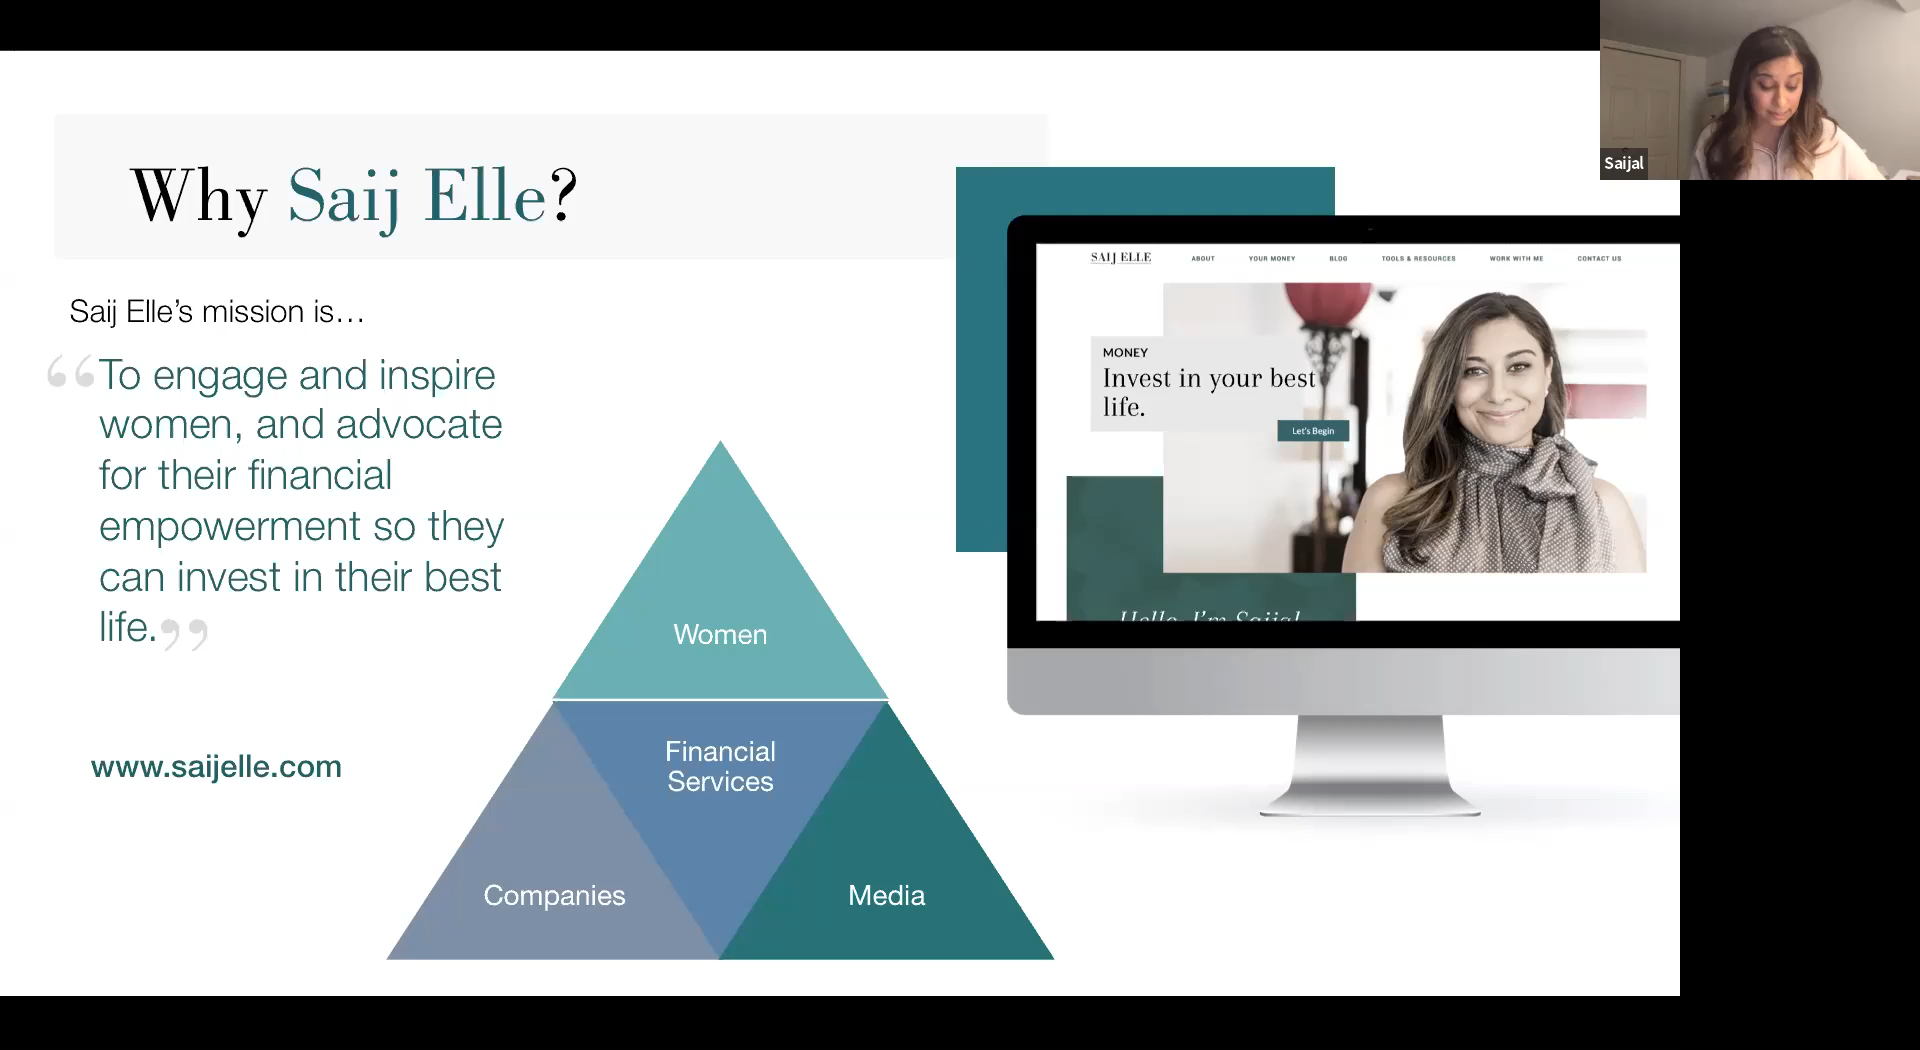 Why Saij Elle?
Saij Elle’s mission is…
“To engage and inspire
women, and advocate
for their financial
empowerment so they
can invest in their best
life.”
www.saijelle.com
Women
Financial
Services
Companies
Media
SAIJ ELLE
ABOUT
YOUR MONEY
BLOG
TOOLS & RESOURCES
WORK WITH ME
CONTACT US
MONEY
Invest in your best
life.
Let's Begin
Hello, I'm Saijal
Saijal